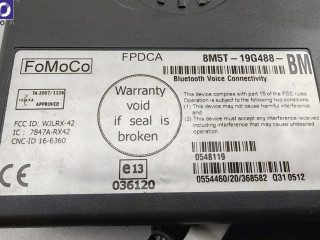 FoMoCo
FPDCA
8M5T-19G488-
BM
TA-2007/1134
APPROVED
Bluetooth Voice Connectivity
This device complies with part 15 of the FCC rules
Operation is subject to the following two conditions:
(1) This device may not cause harmful interference
and
(2) This device must accept any interference received
including interference that may cause undesired
operation
Warranty
void
if seal is
broken
FCC ID: WJLRX-42
IC : 7847A-RX42
CNC-ID 16-6360
CE
e13
036120
0548119
0554460/20/368582 Q31 0512